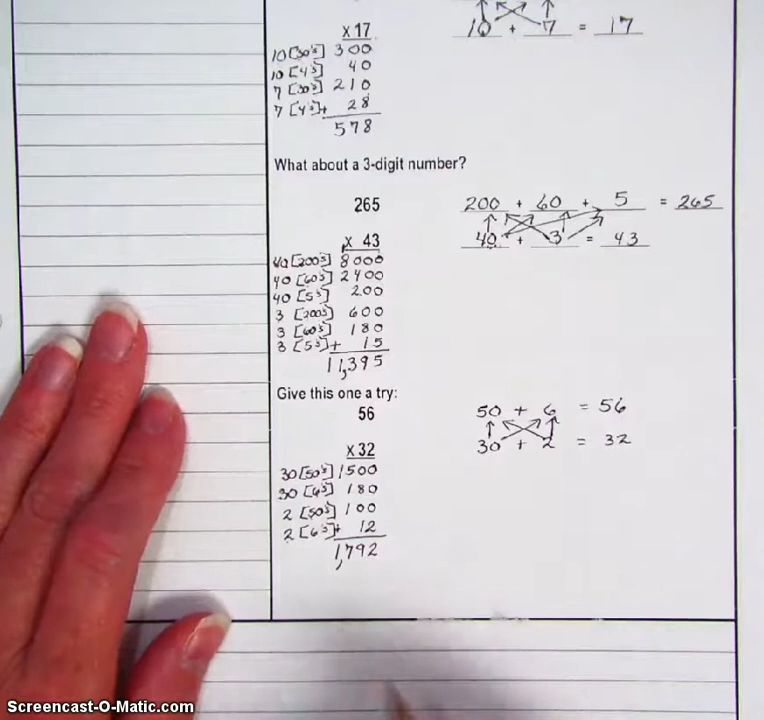 x 17
10 + 7 = 17
10 [30's] 300
10 [4's] 40
7 [30's] 210
7 [4's] + 28
578
What about a 3-digit number?
265
200 + 60 + 5 = 265
x 43
40 + 3 = 43
40 [200's] 8000
40 [60's] 2400
40 [5's] 200
3 [200's] 600
3 [60's] 180
3 [5's] + 15
11,395
Give this one a try:
56
50 + 6 = 56
x 32
30 + 2 = 32
30 [50's] 1500
30 [6's] 180
2 [50's] 100
2 [6's] + 12
1,792
Screencast-O-Matic.com